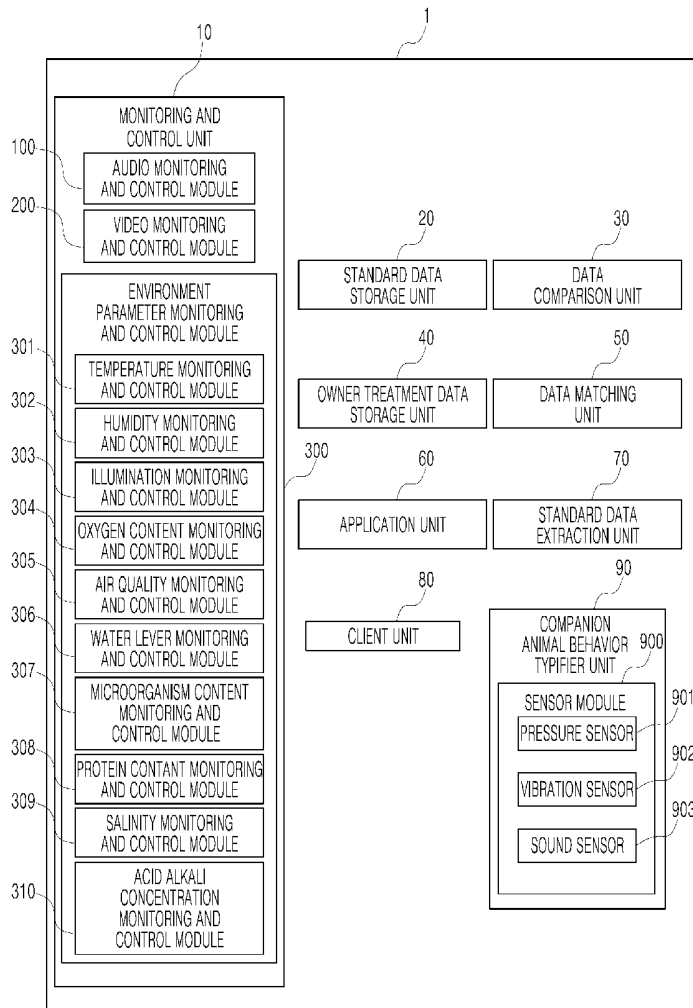 1
10
MONITORING AND
CONTROL UNIT
100
AUDIO MONITORING
AND CONTROL MODULE
200
VIDEO MONITORING
AND CONTROL MODULE
ENVIRONMENT
PARAMETER MONITORING
AND CONTROL MODULE
301
TEMPERATURE MONITORING
AND CONTROL MODULE
302
HUMIDITY MONITORING
AND CONTROL MODULE
303
ILLUMINATION MONITORING
AND CONTROL MODULE
300
304
OXYGEN CONTENT MONITORING
AND CONTROL MODULE
305
AIR QUALITY MONITORING
AND CONTROL MODULE
306
WATER LEVER MONITORING
AND CONTROL MODULE
307
MICROORGANISM CONTENT
MONITORING AND
CONTROL MODULE
308
PROTEIN CONTANT MONITORING
AND CONTROL MODULE
309
SALINITY MONITORING
AND CONTROL MODULE
310
ACID ALKALI
CONCENTRATION
MONITORING AND
CONTROL MODULE
20
STANDARD DATA
STORAGE UNIT
30
DATA
COMPARISON UNIT
40
OWNER TREATMENT DATA
STORAGE UNIT
50
DATA MATCHING
UNIT
60
APPLICATION UNIT
70
STANDARD DATA
EXTRACTION UNIT
80
CLIENT UNIT
90
COMPANION
ANIMAL BEHAVIOR
TYPIFIER UNIT
900
SENSOR MODULE
901
PRESSURE SENSOR
902
VIBRATION SENSOR
903
SOUND SENSOR